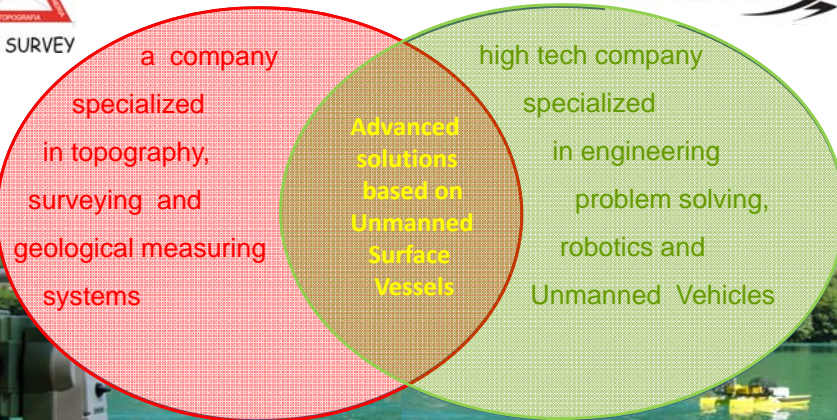 TOPOGRAFIA
SURVEY
a company
specialized
in topography,
surveying and
geological measuring
systems
Advanced
solutions
based on
Unmanned
Surface
Vessels
high tech company
specialized
in engineering
problem solving,
robotics and
Unmanned Vehicles